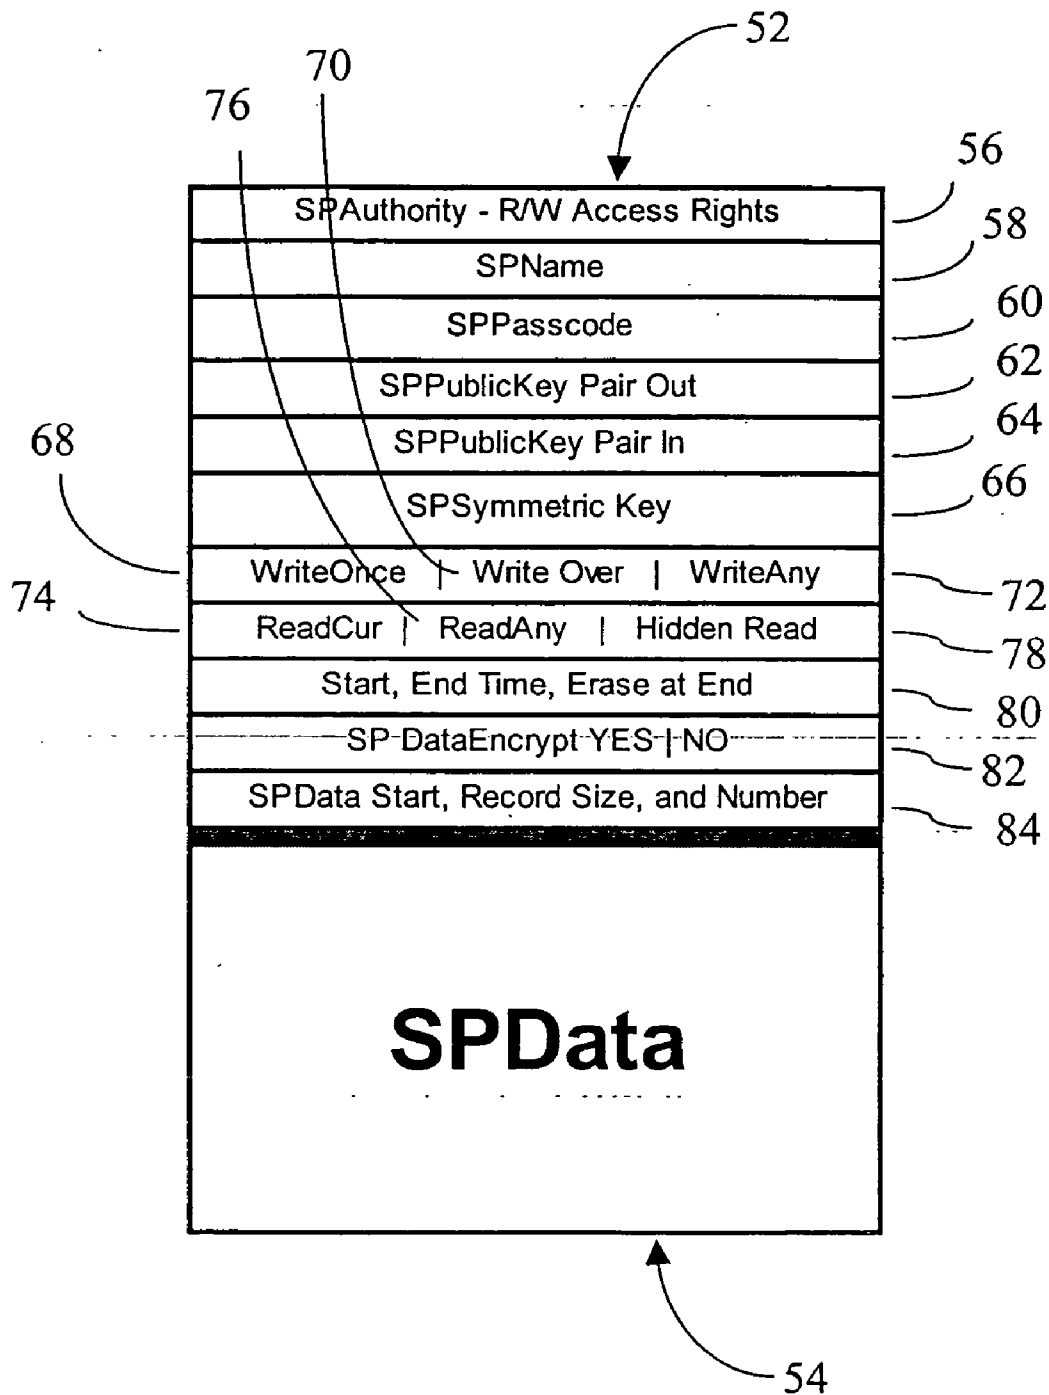 52
70
76
56
SPAuthority - R/W Access Rights
58
SPName
60
SPPasscode
62
SPPublicKey Pair Out
64
SPPublicKey Pair In
68
66
SPSymmetric Key
WriteOnce | Write Over | WriteAny
72
74
ReadCur | ReadAny | Hidden Read
78
Start, End Time, Erase at End
80
SP DataEncrypt YES | NO
82
SPData Start, Record Size, and Number
84
SPData
54